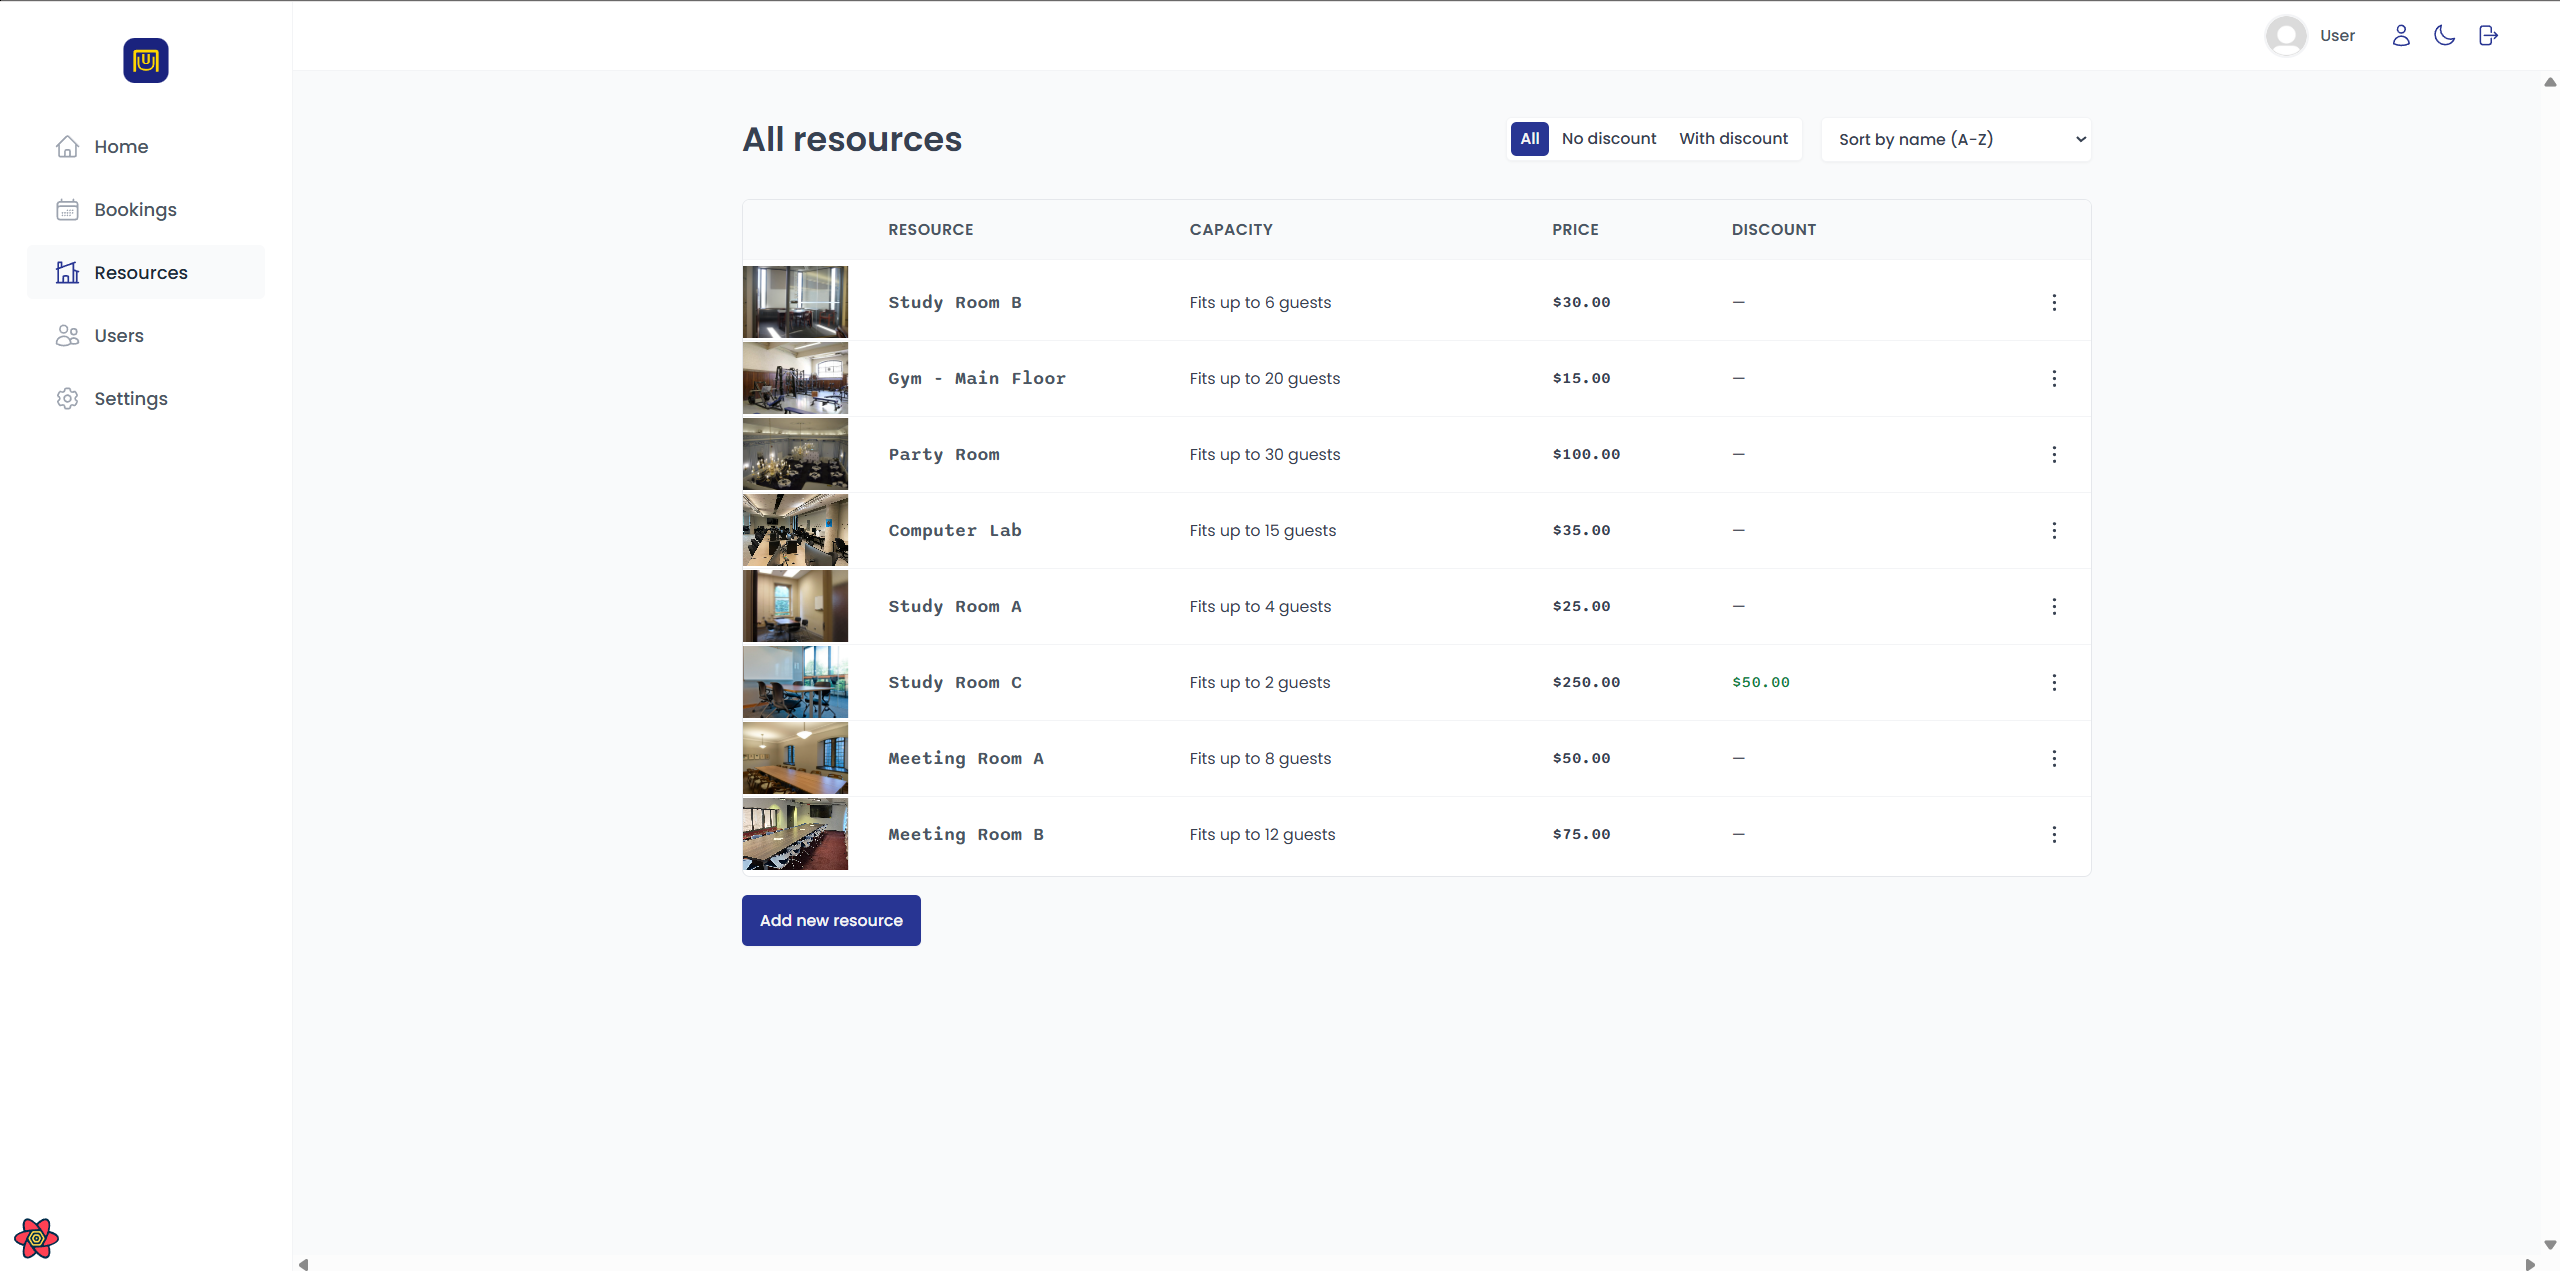 U
User
Home
Bookings
Resources
Users
Settings
All resources
All No discount With discount
Sort by name (A-Z)
RESOURCE CAPACITY PRICE DISCOUNT
Study Room B Fits up to 6 guests $30.00 —
Gym - Main Floor Fits up to 20 guests $15.00 —
Party Room Fits up to 30 guests $100.00 —
Computer Lab Fits up to 15 guests $35.00 —
Study Room A Fits up to 4 guests $25.00 —
Study Room C Fits up to 2 guests $250.00 $50.00
Meeting Room A Fits up to 8 guests $50.00 —
Meeting Room B Fits up to 12 guests $75.00 —
Add new resource